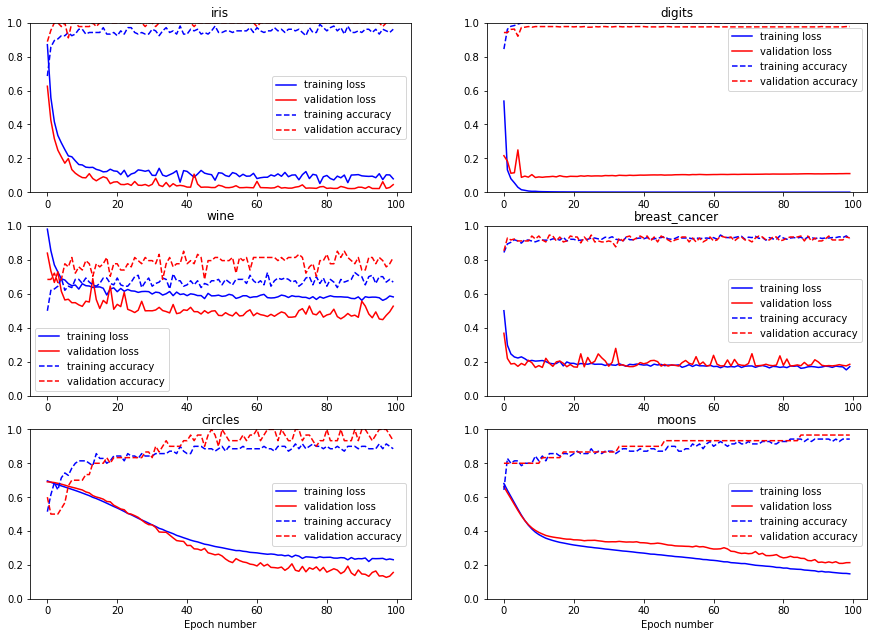 iris
1.0
0.8
0.6
0.4
0.2
0.0
0 20 40 60 80 100
training loss
validation loss
training accuracy
validation accuracy
digits
1.0
0.8
0.6
0.4
0.2
0.0
0 20 40 60 80 100
training loss
validation loss
training accuracy
validation accuracy
wine
1.0
0.8
0.6
0.4
0.2
0.0
0 20 40 60 80 100
training loss
validation loss
training accuracy
validation accuracy
breast_cancer
1.0
0.8
0.6
0.4
0.2
0.0
0 20 40 60 80 100
training loss
validation loss
training accuracy
validation accuracy
circles
1.0
0.8
0.6
0.4
0.2
0.0
0 20 40 60 80 100
training loss
validation loss
training accuracy
validation accuracy
Epoch number
moons
1.0
0.8
0.6
0.4
0.2
0.0
0 20 40 60 80 100
training loss
validation loss
training accuracy
validation accuracy
Epoch number